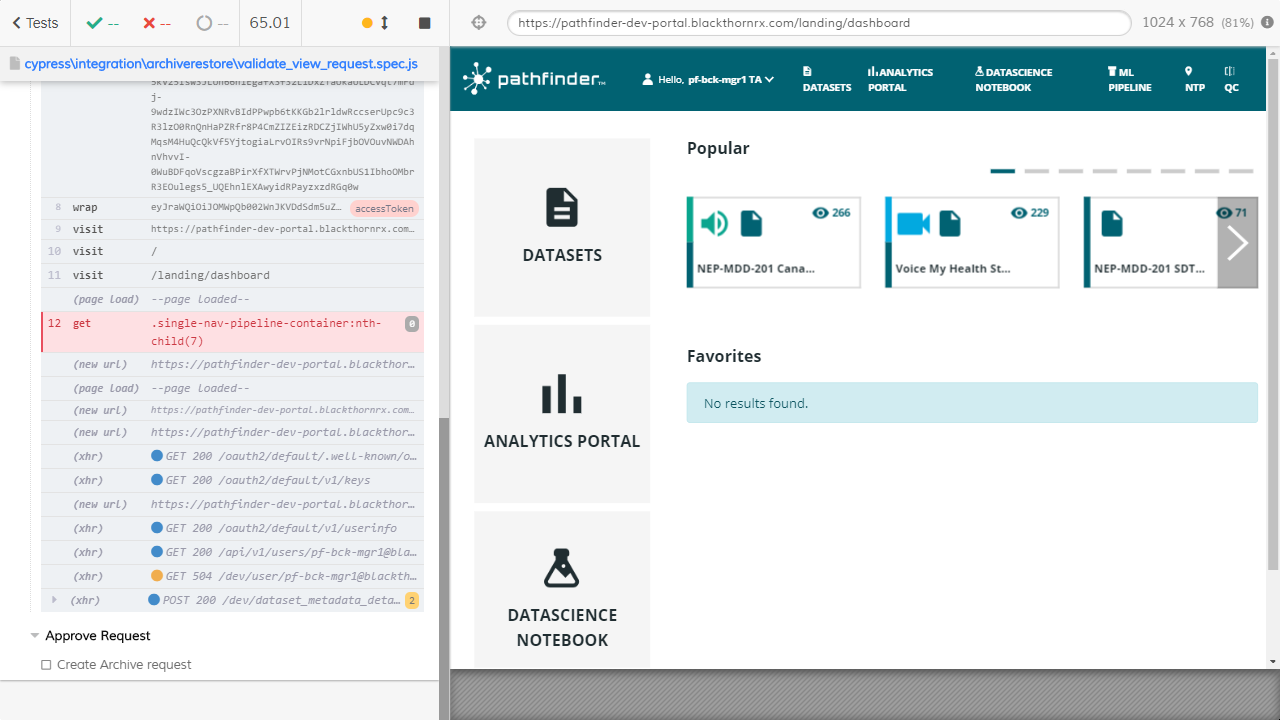 Tests
--
--
--
65.01
https://pathfinder-dev-portal.blackthornrx.com/landing/dashboard
1024 x 768 (81%)
cypress\integration\archiverestore\validate_view_request.spec.js
j-
nVhvvI-
8 wrap eyJraWQiOiJOMWpQb002WnJKVDdSdm5uZ… accessToken
9 visit https://pathfinder-dev-portal.blackthornrx.com…
10 visit /
11 visit /landing/dashboard
(page load) --page loaded--
12 get .single-nav-pipeline-container:nth-
child(7)
0
(new url) https://pathfinder-dev-portal.blackthor…
(page load) --page loaded--
(new url) https://pathfinder-dev-portal.blackthornrx.com…
(new url) https://pathfinder-dev-portal.blackthor…
(xhr) GET 200 /oauth2/default/.well-known/o…
(xhr) GET 200 /oauth2/default/v1/keys
(new url) https://pathfinder-dev-portal.blackthor…
(xhr) GET 200 /oauth2/default/v1/userinfo
(xhr) GET 200 /api/v1/users/pf-bck-mgr1@bla…
(xhr) GET 504 /dev/user/pf-bck-mgr1@blackth…
(xhr) POST 200 /dev/dataset_metadata_deta… 2
Approve Request
Create Archive request
pathfinder™
Hello, pf-bck-mgr1 TA
DATASETS
ANALYTICS
PORTAL
DATASCIENCE
NOTEBOOK
ML
PIPELINE
NTP
QC
DATASETS
ANALYTICS PORTAL
DATASCIENCE
NOTEBOOK
Popular
266
NEP-MDD-201 Cana...
229
Voice My Health St...
71
NEP-MDD-201 SDT...
Favorites
No results found.